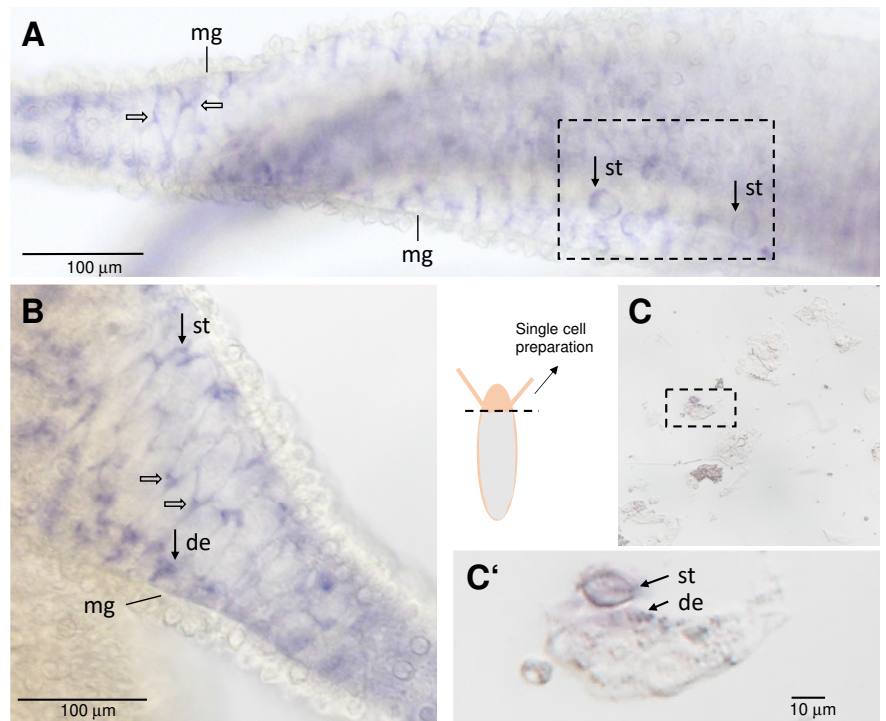 A
mg
st
st
mg
100 µm
B
st
de
mg
100 µm
Single cell
preparation
C
C‘
st
de
10 µm